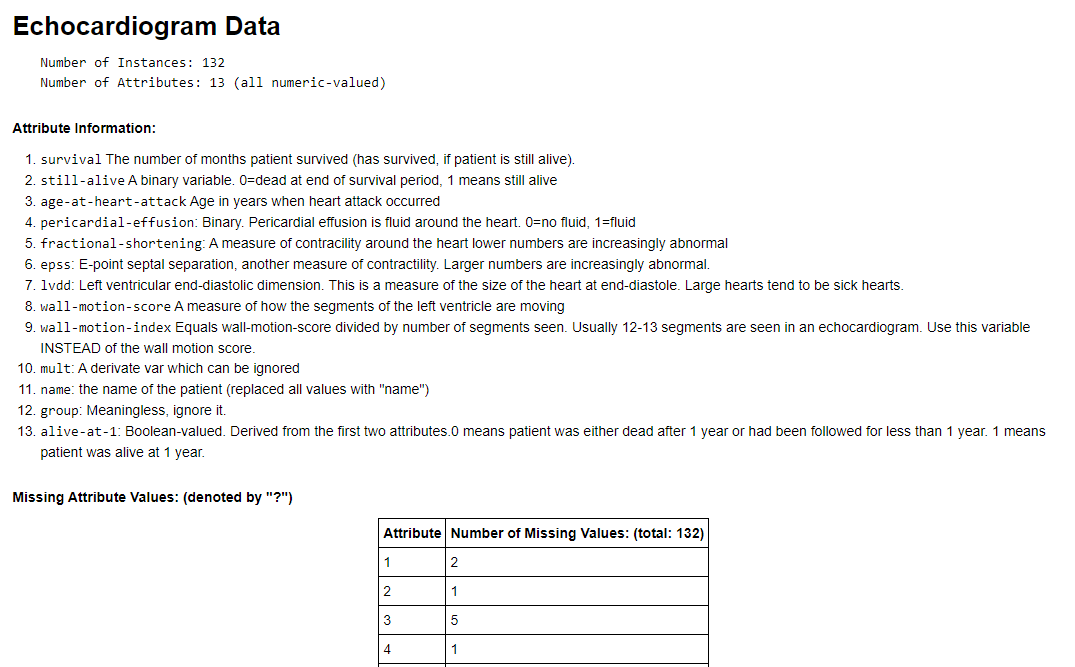 Echocardiogram Data
Number of Instances: 132
Number of Attributes: 13 (all numeric-valued)
Attribute Information:
1. survival The number of months patient survived (has survived, if patient is still alive).
2. still-alive A binary variable. 0=dead at end of survival period, 1 means still alive
3. age-at-heart-attack Age in years when heart attack occurred
4. pericardial-effusion: Binary. Pericardial effusion is fluid around the heart. 0=no fluid, 1=fluid
5. fractional-shortening: A measure of contracility around the heart lower numbers are increasingly abnormal
6. epss: E-point septal separation, another measure of contractility. Larger numbers are increasingly abnormal.
7. lvdd: Left ventricular end-diastolic dimension. This is a measure of the size of the heart at end-diastole. Large hearts tend to be sick hearts.
8. wall-motion-score A measure of how the segments of the left ventricle are moving
9. wall-motion-index Equals wall-motion-score divided by number of segments seen. Usually 12-13 segments are seen in an echocardiogram. Use this variable
INSTEAD of the wall motion score.
10. mult: A derivate var which can be ignored
11. name: the name of the patient (replaced all values with "name")
12. group: Meaningless, ignore it.
13. alive-at-1: Boolean-valued. Derived from the first two attributes.0 means patient was either dead after 1 year or had been followed for less than 1 year. 1 means
patient was alive at 1 year.
Missing Attribute Values: (denoted by "?")
Attribute Number of Missing Values: (total: 132)
1 2
2 1
3 5
4 1